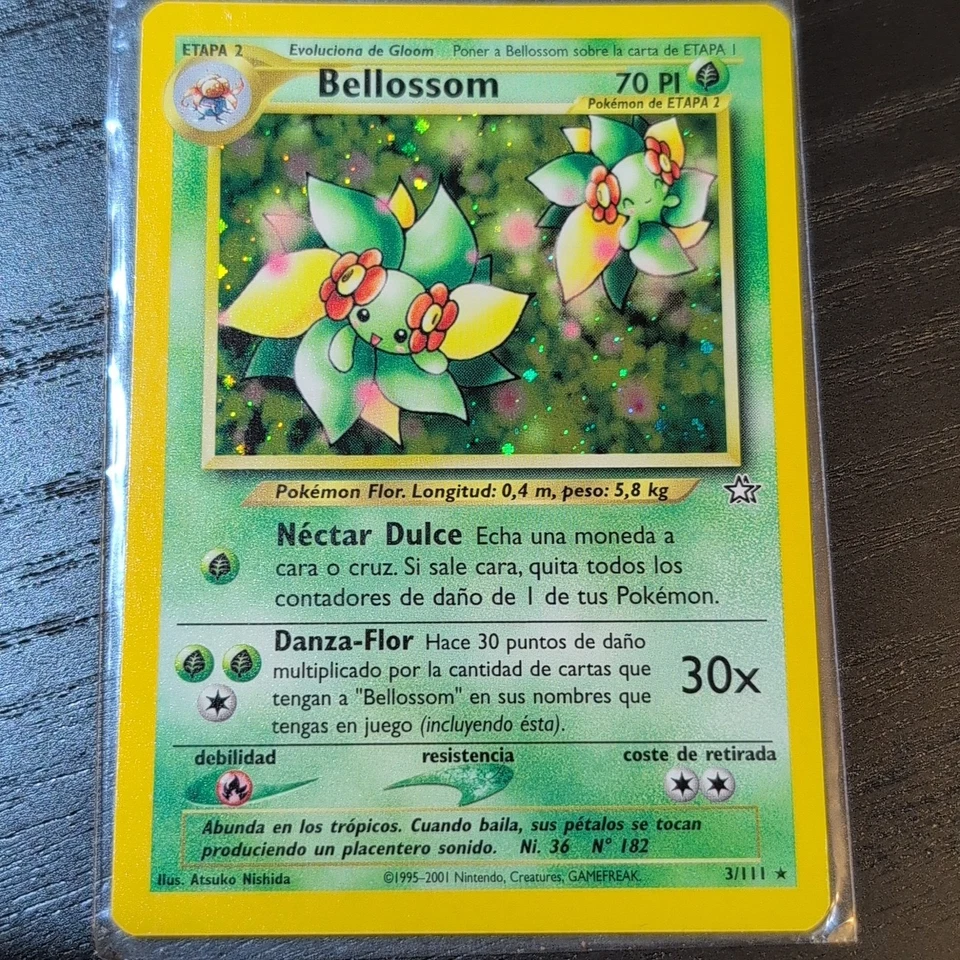 ETAPA 2 Evoluciona de Gloom Poner a Bellossom sobre la carta de ETAPA 1
Bellossom 70 PI
Pokémon de ETAPA 2
Pokémon Flor. Longitud: 0,4 m, peso: 5,8 kg
Néctar Dulce Echa una moneda a
cara o cruz. Si sale cara, quita todos los
contadores de daño de 1 de tus Pokémon.
Danza-Flor Hace 30 puntos de daño
multiplicado por la cantidad de cartas que
tengan a "Bellossom" en sus nombres que
tengas en juego (incluyendo ésta).
30x
debilidad resistencia coste de retirada
Abunda en los trópicos. Cuando baila, sus pétalos se tocan
produciendo un placentero sonido. Ni. 36 N° 182
Ilus. Atsuko Nishida ©1995-2001 Nintendo, Creatures, GAMEFREAK. 3/111 ★